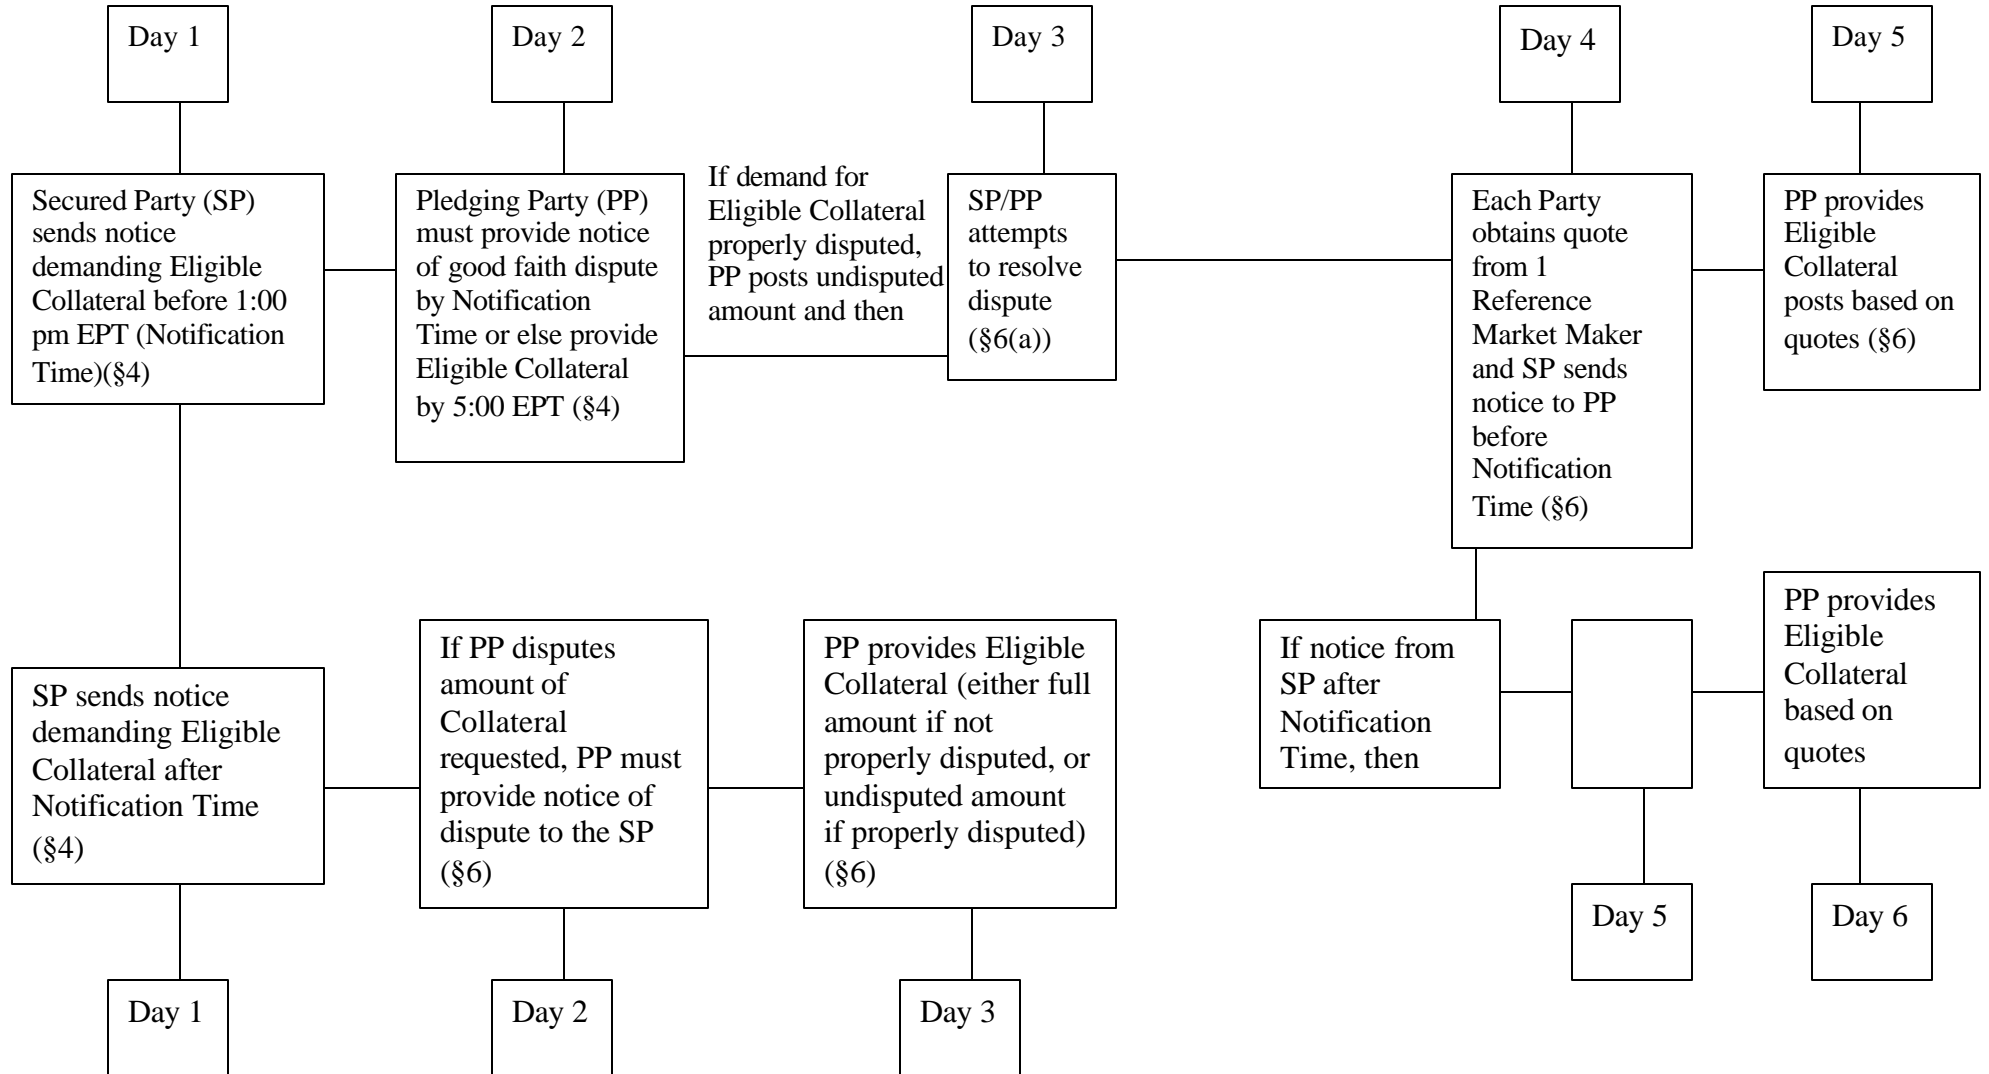 Day 1
Day 2
Day 3
Day 4
Day 5
Secured Party (SP)
sends notice
demanding Eligible
Collateral before 1:00
pm EPT (Notification
Time)(§4)
Pledging Party (PP)
must provide notice
of good faith dispute
by Notification
Time or else provide
Eligible Collateral
by 5:00 EPT (§4)
If demand for
Eligible Collateral
properly disputed,
PP posts undisputed
amount and then
SP/PP
attempts
to resolve
dispute
(§6(a))
Each Party
obtains quote
from 1
Reference
Market Maker
and SP sends
notice to PP
before
Notification
Time (§6)
PP provides
Eligible
Collateral
posts based on
quotes (§6)
SP sends notice
demanding Eligible
Collateral after
Notification Time
(§4)
If PP disputes
amount of
Collateral
requested, PP must
provide notice of
dispute to the SP
(§6)
PP provides Eligible
Collateral (either full
amount if not
properly disputed, or
undisputed amount
if properly disputed)
(§6)
If notice from
SP after
Notification
Time, then
PP provides
Eligible
Collateral
based on
quotes
Day 5
Day 6
Day 1
Day 2
Day 3